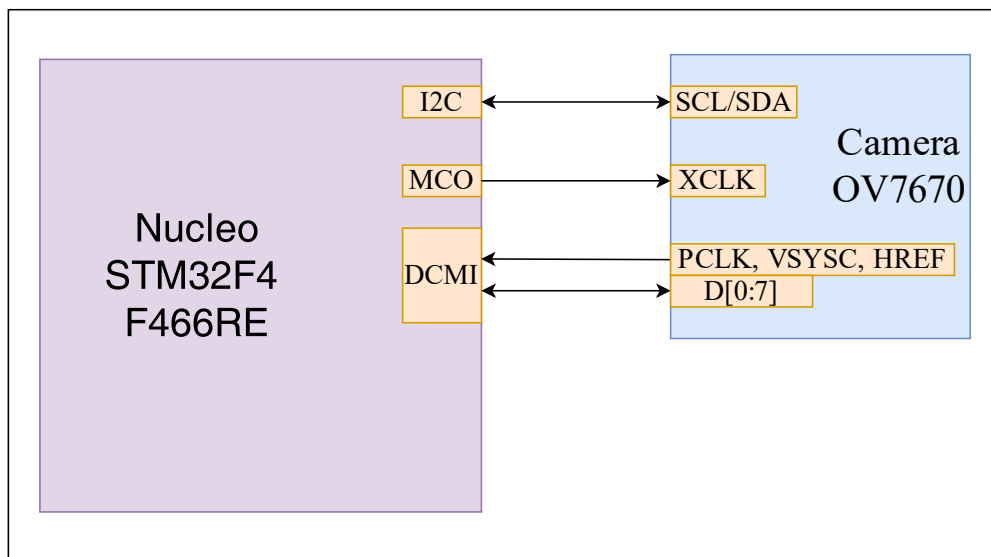 I2C
SCL/SDA
Camera
OV7670
MCO
XCLK
Nucleo
STM32F4
F466RE
DCMI
PCLK, VSYSC, HREF
D[0:7]